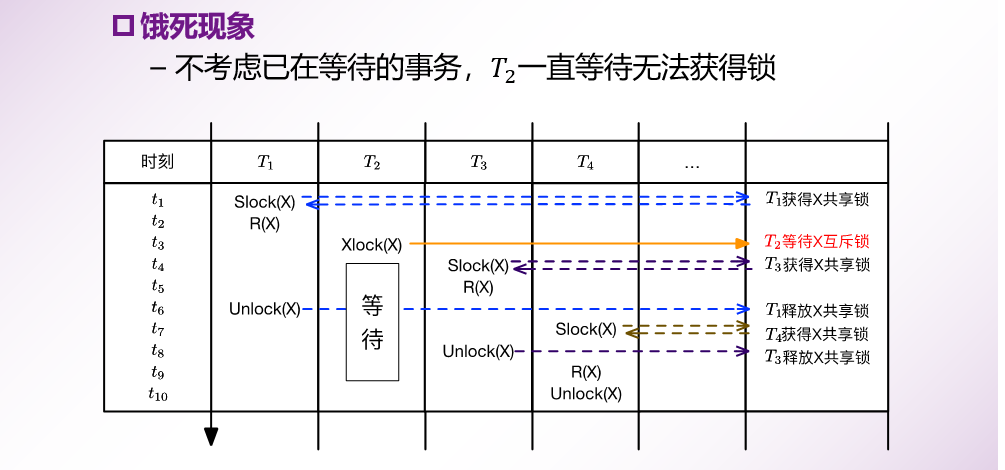 饿死现象
– 不考虑已在等待的事务，T₂一直等待无法获得锁
时刻 T₁ T₂ T₃ T₄ ...
t₁ Slock(X) T₁获得X共享锁
t₂ R(X)
t₃ Xlock(X) T₂等待X互斥锁
t₄ Slock(X) T₃获得X共享锁
t₅ R(X)
t₆ Unlock(X) T₁释放X共享锁
t₇ Slock(X) T₄获得X共享锁
t₈ Unlock(X) T₃释放X共享锁
t₉ R(X)
t₁₀ Unlock(X)
等
待